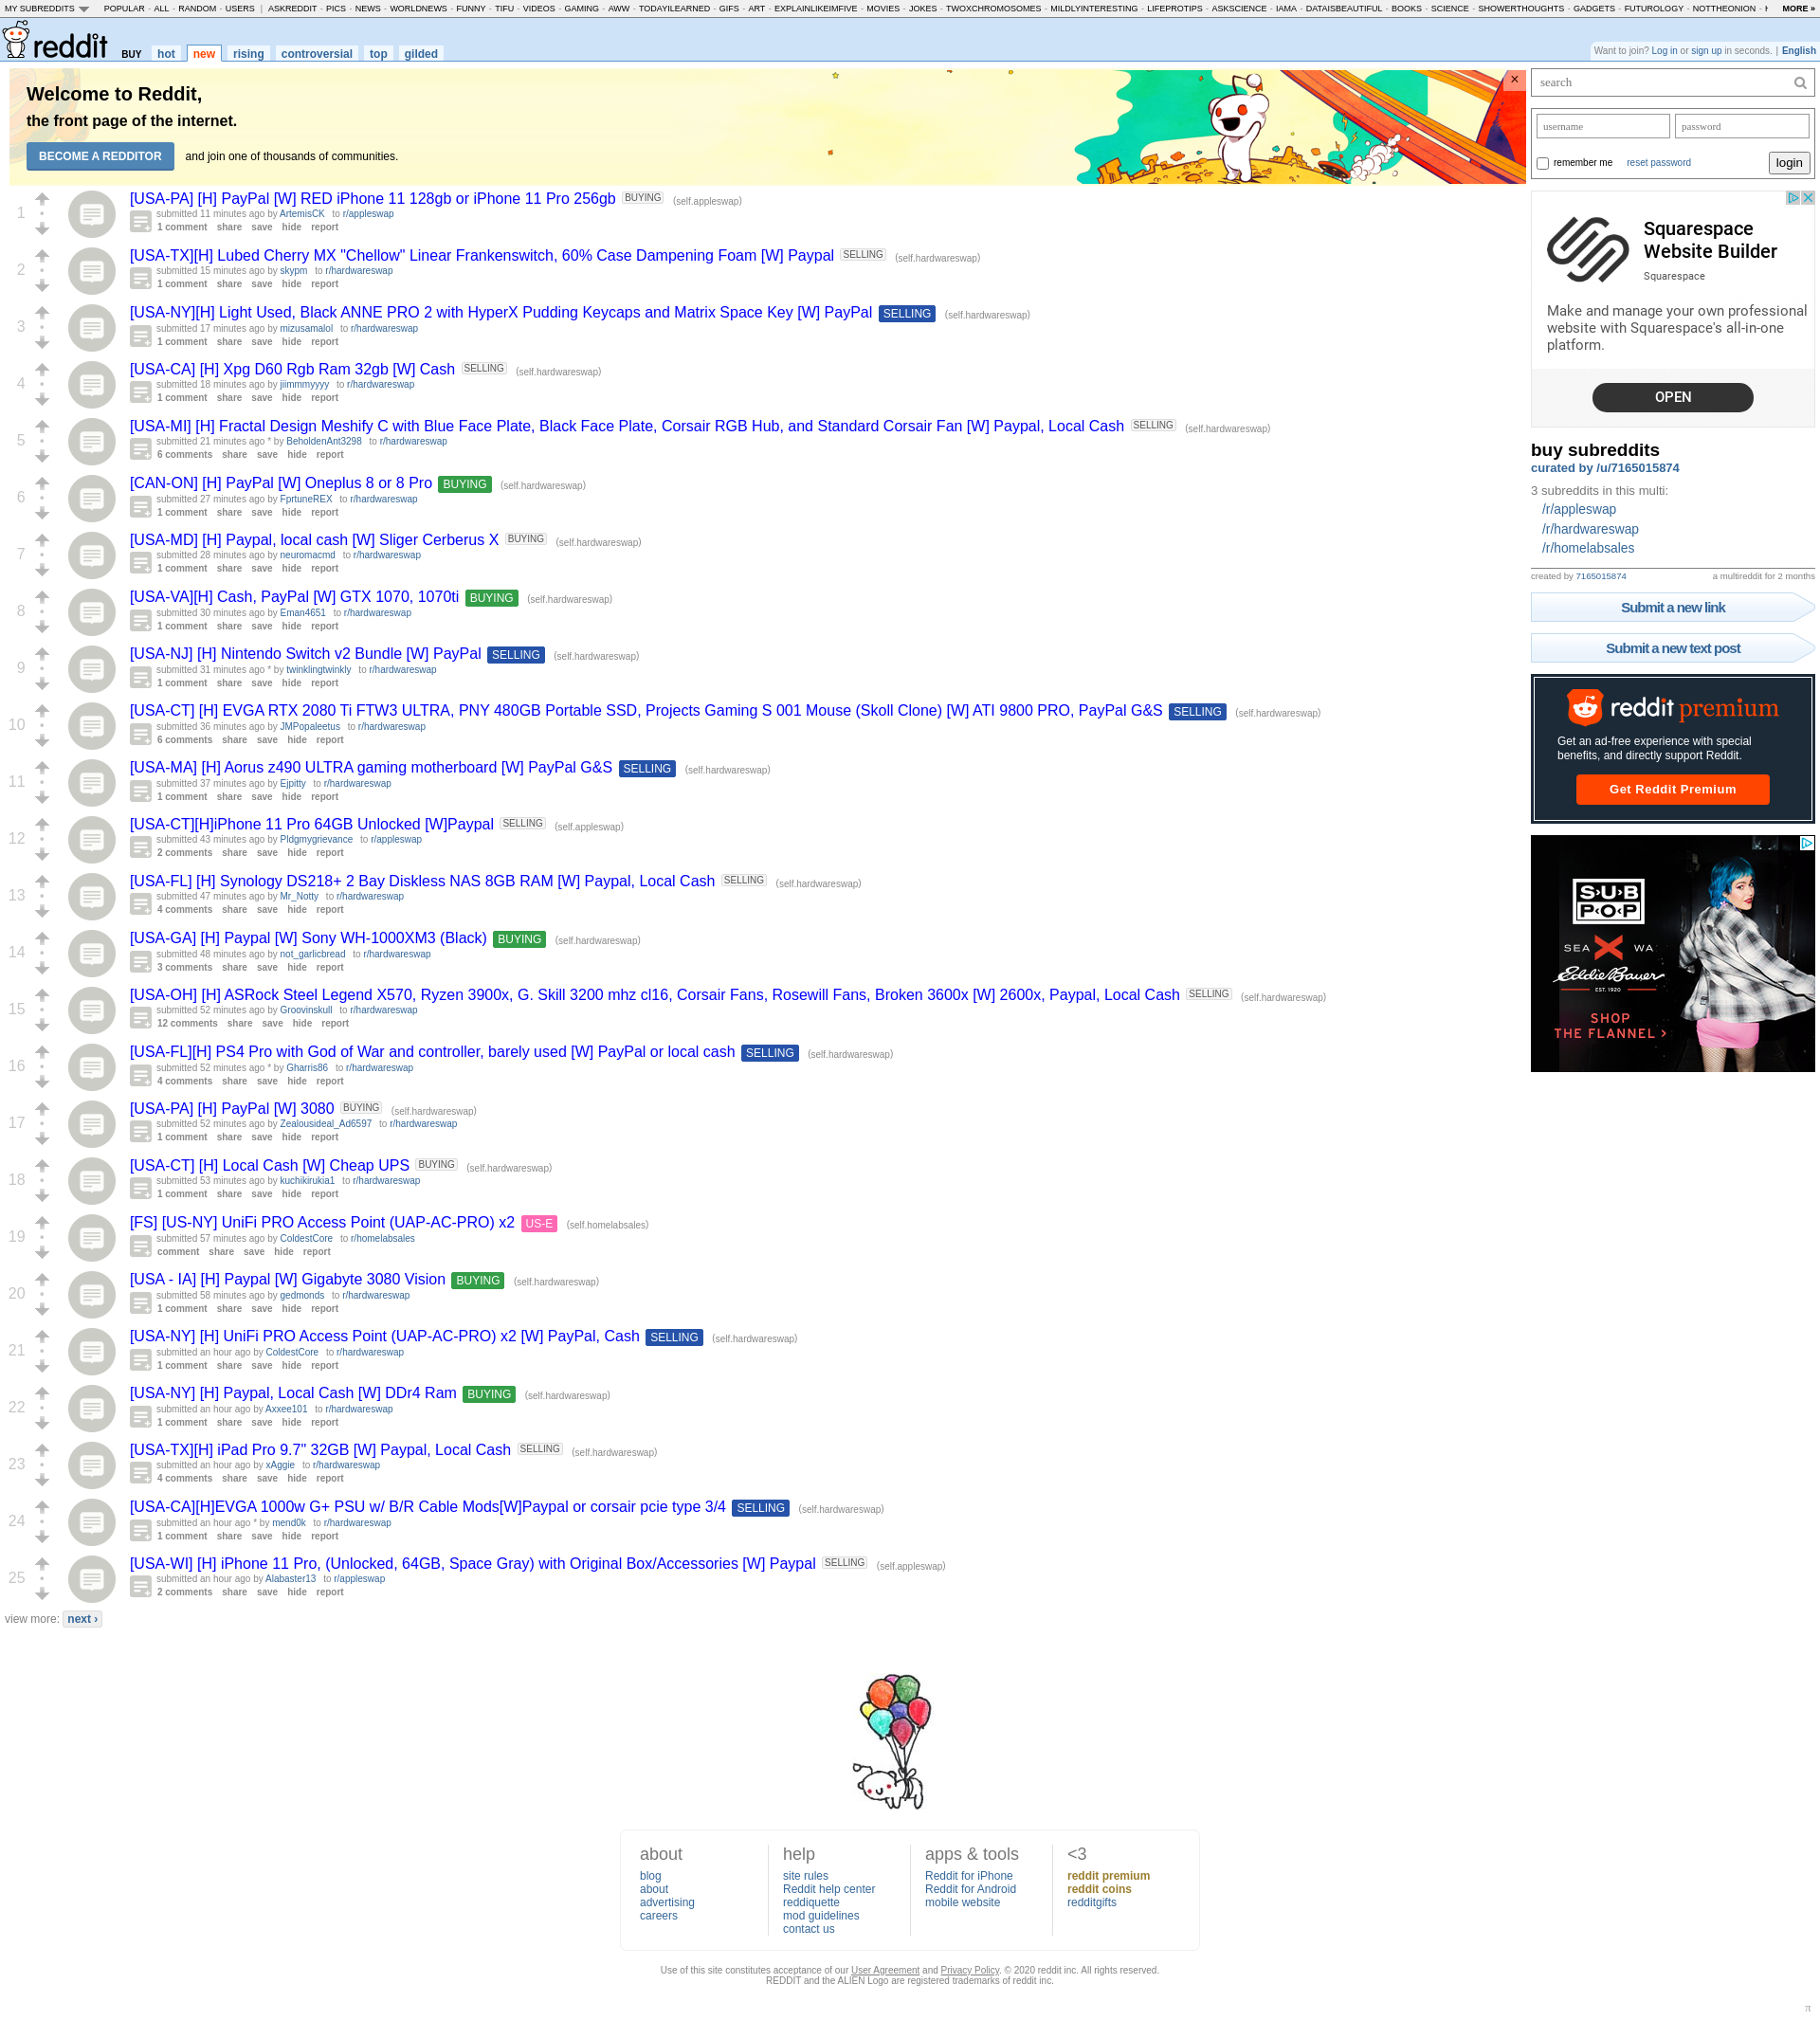 MY SUBREDDITS POPULAR - ALL - RANDOM - USERS | ASKREDDIT - PICS - NEWS - WORLDNEWS - FUNNY - TIFU - VIDEOS - GAMING - AWW - TODAYILEARNED - GIFS - ART - EXPLAINLIKEIMFIVE - MOVIES - JOKES - TWOXCHROMOSOMES - MILDLYINTERESTING - LIFEPROTIPS - ASKSCIENCE - IAMA - DATAISBEAUTIFUL - BOOKS - SCIENCE - SHOWERTHOUGHTS - GADGETS - FUTUROLOGY - NOTTHEONION - MORE »
reddit BUY hot new rising controversial top gilded
Want to join? Log in or sign up in seconds. | English
Welcome to Reddit,
the front page of the internet.
BECOME A REDDITOR and join one of thousands of communities.
×
1
[USA-PA] [H] PayPal [W] RED iPhone 11 128gb or iPhone 11 Pro 256gb BUYING (self.appleswap)
submitted 11 minutes ago by ArtemisCK to r/appleswap
1 comment share save hide report
2
[USA-TX][H] Lubed Cherry MX "Chellow" Linear Frankenswitch, 60% Case Dampening Foam [W] Paypal SELLING (self.hardwareswap)
submitted 15 minutes ago by skypm to r/hardwareswap
1 comment share save hide report
3
[USA-NY][H] Light Used, Black ANNE PRO 2 with HyperX Pudding Keycaps and Matrix Space Key [W] PayPal SELLING (self.hardwareswap)
submitted 17 minutes ago by mizusamalol to r/hardwareswap
1 comment share save hide report
4
[USA-CA] [H] Xpg D60 Rgb Ram 32gb [W] Cash SELLING (self.hardwareswap)
submitted 18 minutes ago by jiimmmyyyy to r/hardwareswap
1 comment share save hide report
5
[USA-MI] [H] Fractal Design Meshify C with Blue Face Plate, Black Face Plate, Corsair RGB Hub, and Standard Corsair Fan [W] Paypal, Local Cash SELLING (self.hardwareswap)
submitted 21 minutes ago * by BeholdenAnt3298 to r/hardwareswap
6 comments share save hide report
6
[CAN-ON] [H] PayPal [W] Oneplus 8 or 8 Pro BUYING (self.hardwareswap)
submitted 27 minutes ago by FprtuneREX to r/hardwareswap
1 comment share save hide report
7
[USA-MD] [H] Paypal, local cash [W] Sliger Cerberus X BUYING (self.hardwareswap)
submitted 28 minutes ago by neuromacmd to r/hardwareswap
1 comment share save hide report
8
[USA-VA][H] Cash, PayPal [W] GTX 1070, 1070ti BUYING (self.hardwareswap)
submitted 30 minutes ago by Eman4651 to r/hardwareswap
1 comment share save hide report
9
[USA-NJ] [H] Nintendo Switch v2 Bundle [W] PayPal SELLING (self.hardwareswap)
submitted 31 minutes ago * by twinklingtwinkly to r/hardwareswap
1 comment share save hide report
10
[USA-CT] [H] EVGA RTX 2080 Ti FTW3 ULTRA, PNY 480GB Portable SSD, Projects Gaming S 001 Mouse (Skoll Clone) [W] ATI 9800 PRO, PayPal G&S SELLING (self.hardwareswap)
submitted 36 minutes ago by JMPopaleetus to r/hardwareswap
6 comments share save hide report
11
[USA-MA] [H] Aorus z490 ULTRA gaming motherboard [W] PayPal G&S SELLING (self.hardwareswap)
submitted 37 minutes ago by Ejpitty to r/hardwareswap
1 comment share save hide report
12
[USA-CT][H]iPhone 11 Pro 64GB Unlocked [W]Paypal SELLING (self.appleswap)
submitted 43 minutes ago by Pldgmygrievance to r/appleswap
2 comments share save hide report
13
[USA-FL] [H] Synology DS218+ 2 Bay Diskless NAS 8GB RAM [W] Paypal, Local Cash SELLING (self.hardwareswap)
submitted 47 minutes ago by Mr_Notty to r/hardwareswap
4 comments share save hide report
14
[USA-GA] [H] Paypal [W] Sony WH-1000XM3 (Black) BUYING (self.hardwareswap)
submitted 48 minutes ago by not_garlicbread to r/hardwareswap
3 comments share save hide report
15
[USA-OH] [H] ASRock Steel Legend X570, Ryzen 3900x, G. Skill 3200 mhz cl16, Corsair Fans, Rosewill Fans, Broken 3600x [W] 2600x, Paypal, Local Cash SELLING (self.hardwareswap)
submitted 52 minutes ago by Groovinskull to r/hardwareswap
12 comments share save hide report
16
[USA-FL][H] PS4 Pro with God of War and controller, barely used [W] PayPal or local cash SELLING (self.hardwareswap)
submitted 52 minutes ago * by Gharris86 to r/hardwareswap
4 comments share save hide report
17
[USA-PA] [H] PayPal [W] 3080 BUYING (self.hardwareswap)
submitted 52 minutes ago by Zealousideal_Ad6597 to r/hardwareswap
1 comment share save hide report
18
[USA-CT] [H] Local Cash [W] Cheap UPS BUYING (self.hardwareswap)
submitted 53 minutes ago by kuchikirukia1 to r/hardwareswap
1 comment share save hide report
19
[FS] [US-NY] UniFi PRO Access Point (UAP-AC-PRO) x2 US-E (self.homelabsales)
submitted 57 minutes ago by ColdestCore to r/homelabsales
comment share save hide report
20
[USA - IA] [H] Paypal [W] Gigabyte 3080 Vision BUYING (self.hardwareswap)
submitted 58 minutes ago by gedmonds to r/hardwareswap
1 comment share save hide report
21
[USA-NY] [H] UniFi PRO Access Point (UAP-AC-PRO) x2 [W] PayPal, Cash SELLING (self.hardwareswap)
submitted an hour ago by ColdestCore to r/hardwareswap
1 comment share save hide report
22
[USA-NY] [H] Paypal, Local Cash [W] DDr4 Ram BUYING (self.hardwareswap)
submitted an hour ago by Axxee101 to r/hardwareswap
1 comment share save hide report
23
[USA-TX][H] iPad Pro 9.7" 32GB [W] Paypal, Local Cash SELLING (self.hardwareswap)
submitted an hour ago by xAggie to r/hardwareswap
4 comments share save hide report
24
[USA-CA][H]EVGA 1000w G+ PSU w/ B/R Cable Mods[W]Paypal or corsair pcie type 3/4 SELLING (self.hardwareswap)
submitted an hour ago * by mend0k to r/hardwareswap
1 comment share save hide report
25
[USA-WI] [H] iPhone 11 Pro, (Unlocked, 64GB, Space Gray) with Original Box/Accessories [W] Paypal SELLING (self.appleswap)
submitted an hour ago by Alabaster13 to r/appleswap
2 comments share save hide report
view more: next ›
search
username password
remember me reset password login
Squarespace
Website Builder
Squarespace
Make and manage your own professional
website with Squarespace's all-in-one
platform.
OPEN
buy subreddits
curated by /u/7165015874
3 subreddits in this multi:
/r/appleswap
/r/hardwareswap
/r/homelabsales
created by 7165015874 a multireddit for 2 months
Submit a new link
Submit a new text post
reddit premium
Get an ad-free experience with special
benefits, and directly support Reddit.
Get Reddit Premium
SUB
POP
SEA X WA
Eddie Bauer
EST. 1920
SHOP
THE FLANNEL >
about
blog
about
advertising
careers
help
site rules
Reddit help center
reddiquette
mod guidelines
contact us
apps & tools
Reddit for iPhone
Reddit for Android
mobile website
<3
reddit premium
reddit coins
redditgifts
Use of this site constitutes acceptance of our User Agreement and Privacy Policy. © 2020 reddit inc. All rights reserved.
REDDIT and the ALIEN Logo are registered trademarks of reddit inc.
π